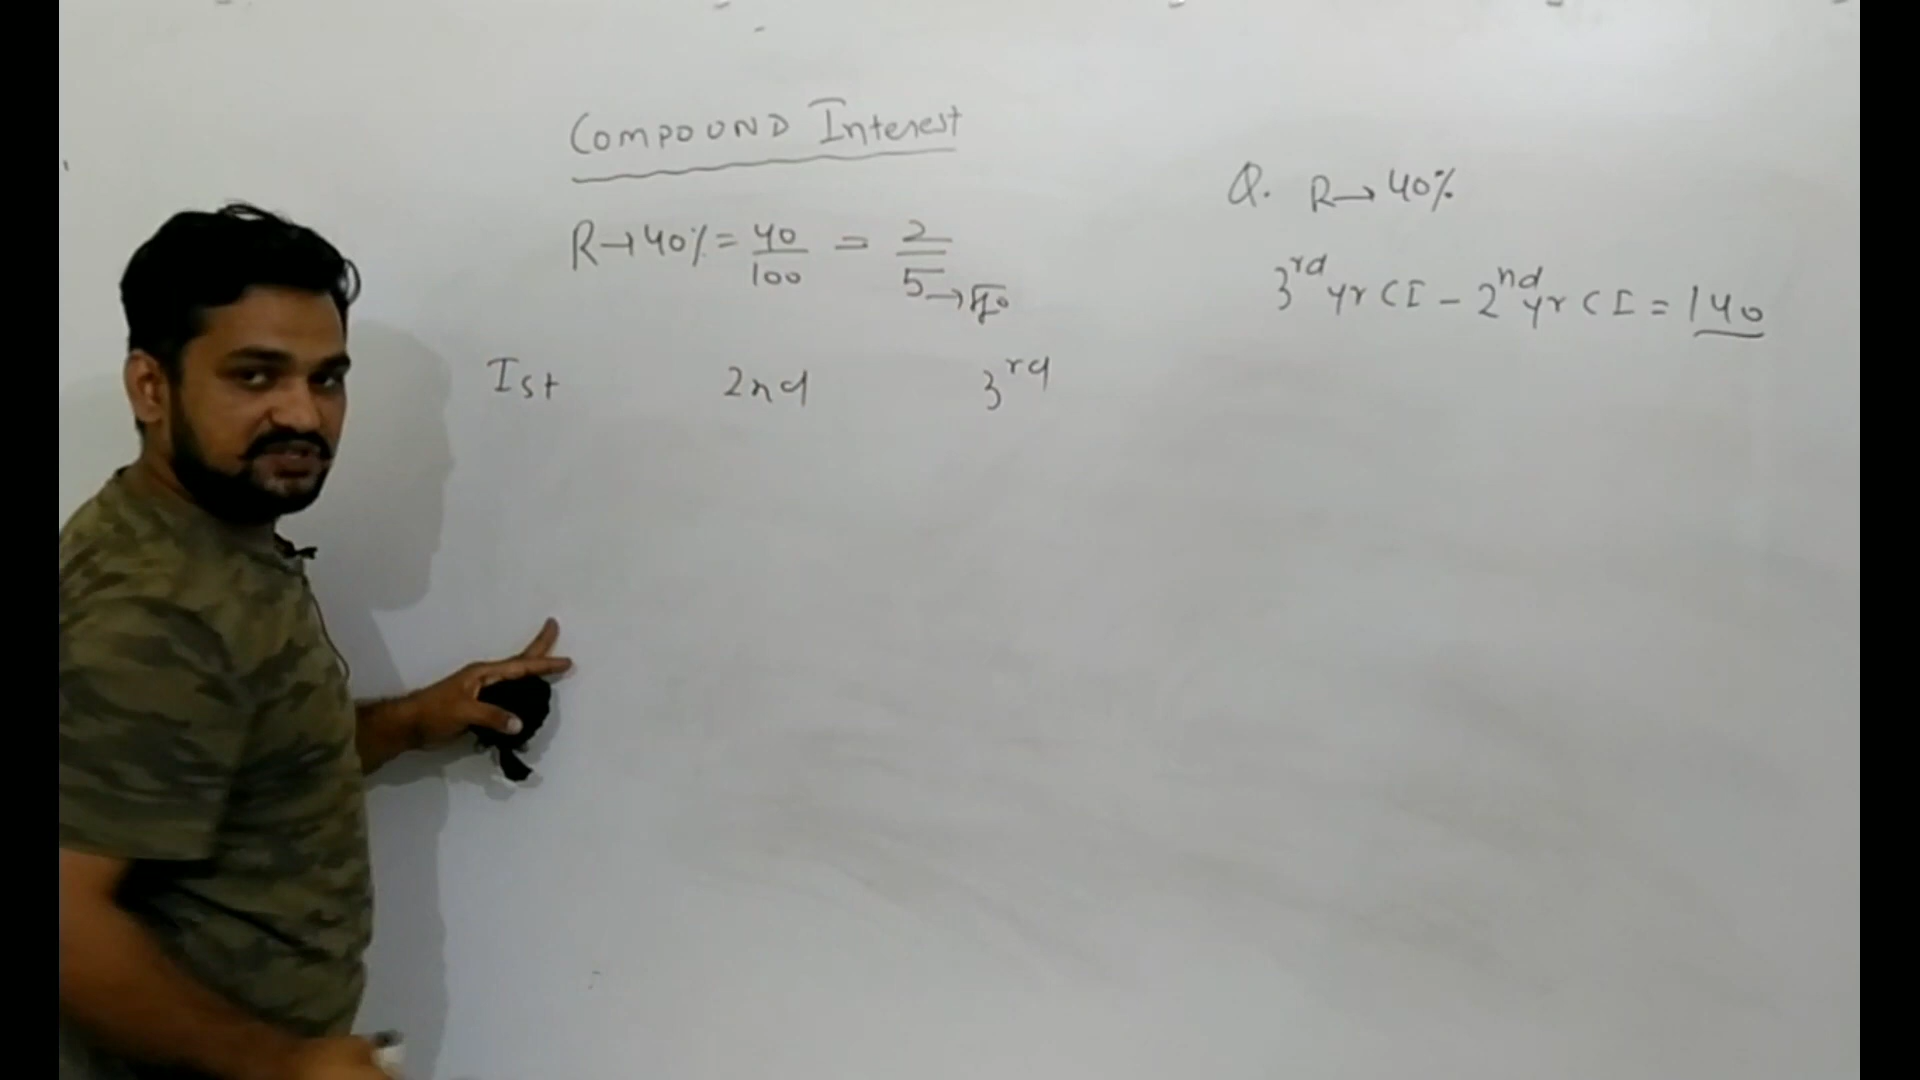 COMPOUND Interest
R→40% = 40/100 = 2/5 →
Ist 2nd 3rd
Q. R→40%
3rd yr CI - 2nd yr CI = 140